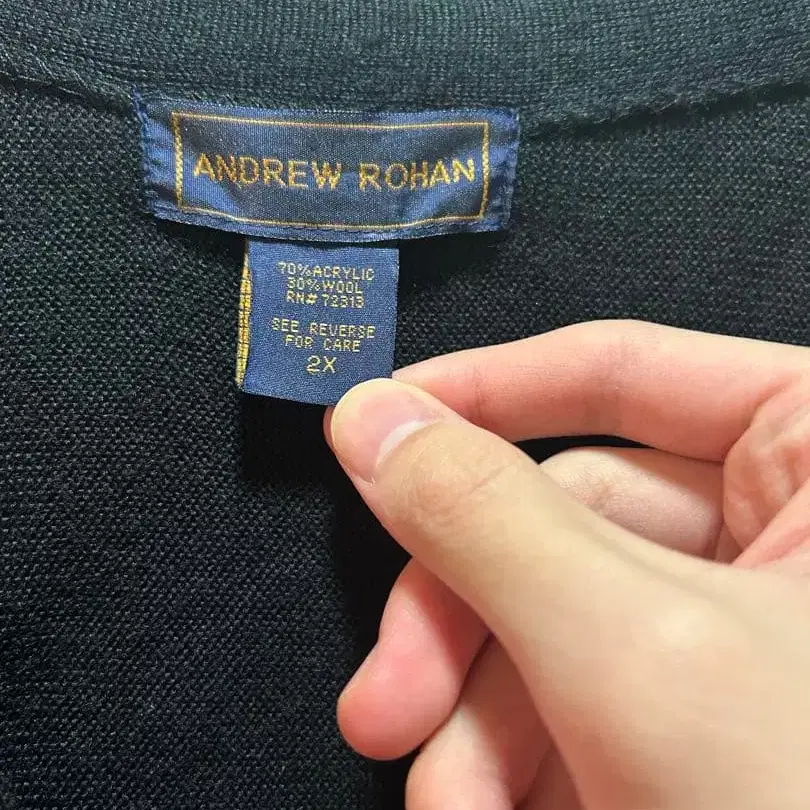 ANDREW ROHAN
70% ACRYLIC
30% WOOL
RN# 72313
SEE REVERSE
FOR CARE
2X